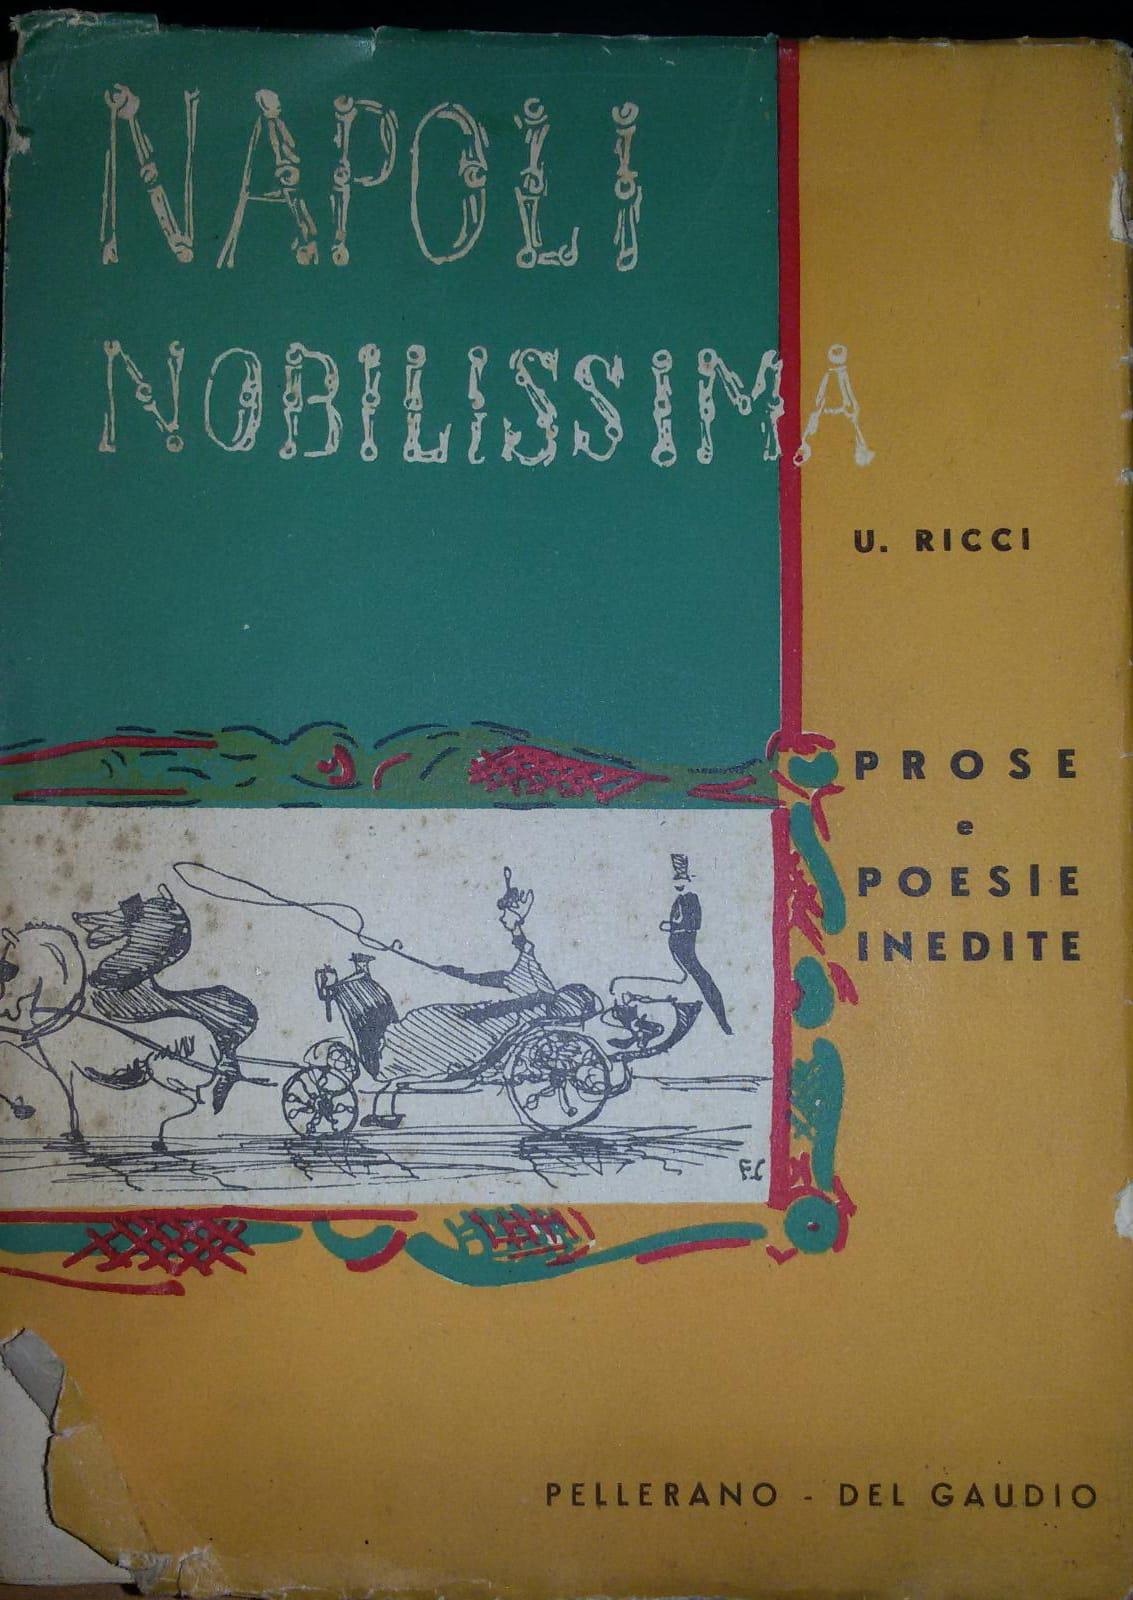 NAPOLI
NOBILISSIMA
U. RICCI
PROSE
e
POESIE
INEDITE
PELLERANO - DEL GAUDIO